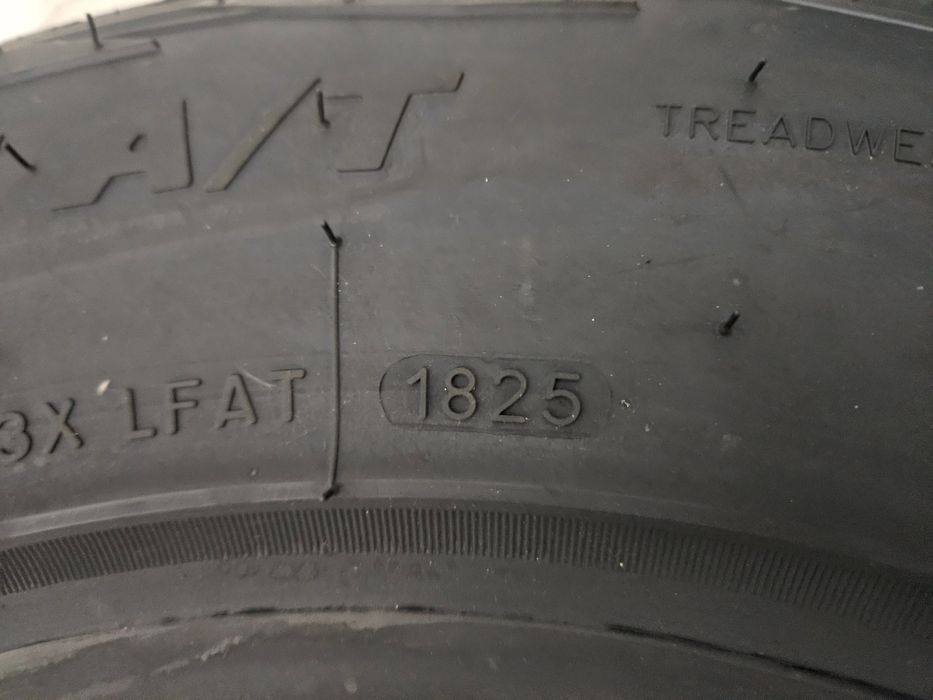 A/T
TREADWE
3X LFAT 1825